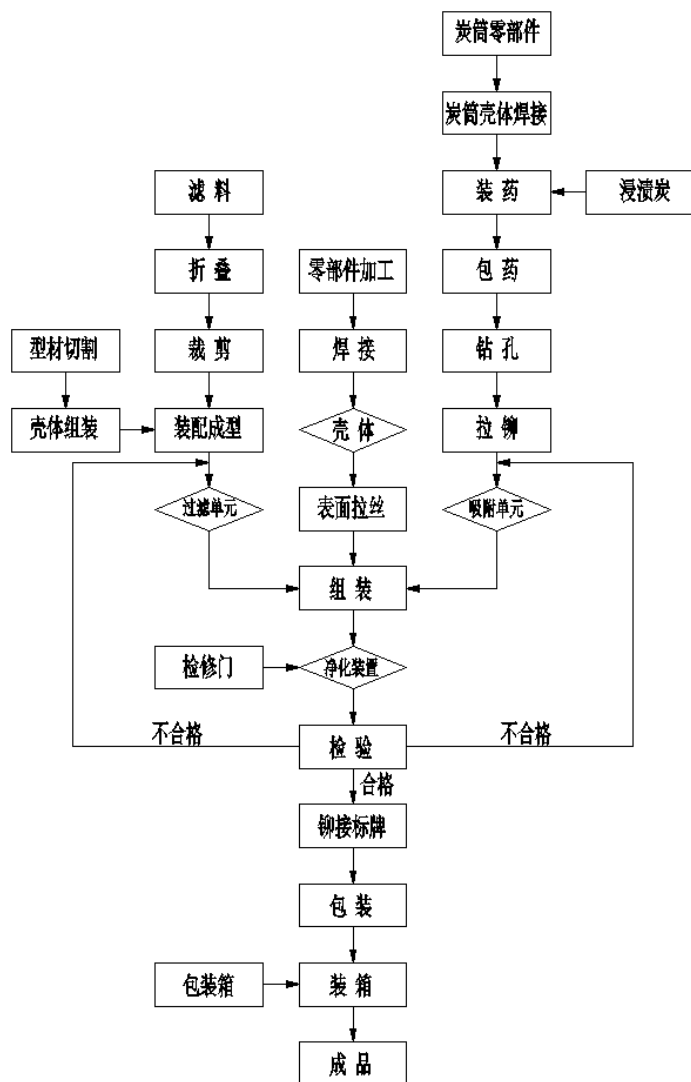 炭筒零部件
炭筒壳体焊接
滤料
装药
浸渍炭
折叠
零部件加工
包药
型材切割
裁剪
焊接
钻孔
壳体组装
装配成型
壳体
拉铆
过滤单元
表面拉丝
吸附单元
组装
检修门
净化装置
不合格
检验
不合格
合格
铆接标牌
包装
包装箱
装箱
成品